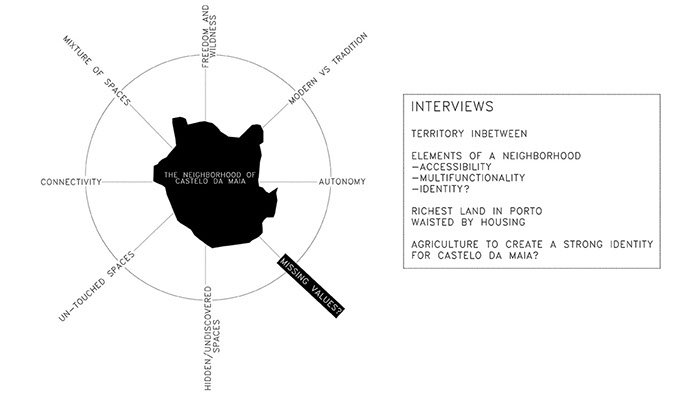 FREEDOM AND
WILDNESS
MODERN VS TRADITION
AUTONOMY
MISSING VALUES?
HIDDEN/UNDISCOVERED
SPACES
UN-TOUCHED SPACES
CONNECTIVITY
MIXTURE OF SPACES
THE NEIGHBORHOOD OF
CASTELO DA MAIA
INTERVIEWS
TERRITORY INBETWEEN
ELEMENTS OF A NEIGHBORHOOD
–ACCESSIBILITY
–MULTIFUNCTIONALITY
–IDENTITY?
RICHEST LAND IN PORTO
WAISTED BY HOUSING
AGRICULTURE TO CREATE A STRONG IDENTITY
FOR CASTELO DA MAIA?